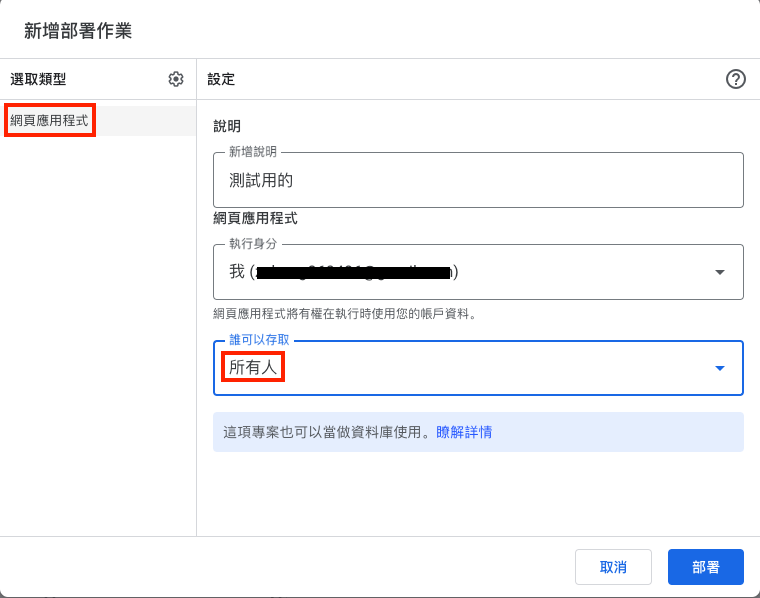 新增部署作業
選取類型
設定
網頁應用程式
說明
新增說明
測試用的
網頁應用程式
執行身分
我 (
網頁應用程式將有權在執行時使用您的帳戶資料。
誰可以存取
所有人
這項專案也可以當做資料庫使用。瞭解詳情
取消
部署